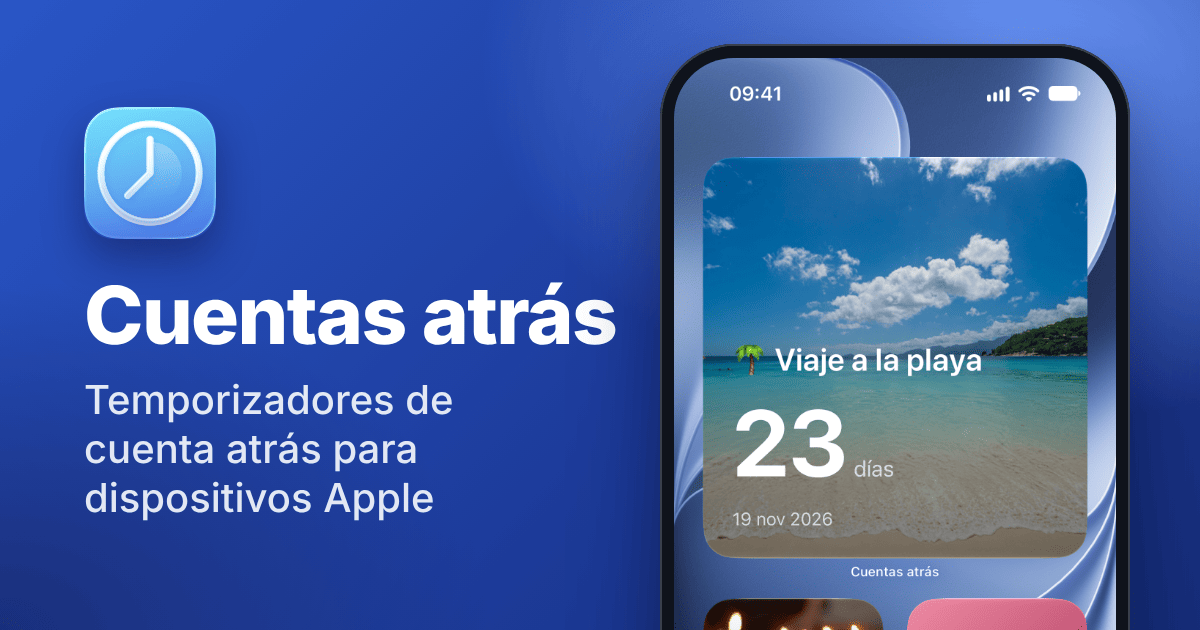 Cuentas atrás
Temporizadores de
cuenta atrás para
dispositivos Apple
09:41
🌴 Viaje a la playa
23 días
19 nov 2026
Cuentas atrás